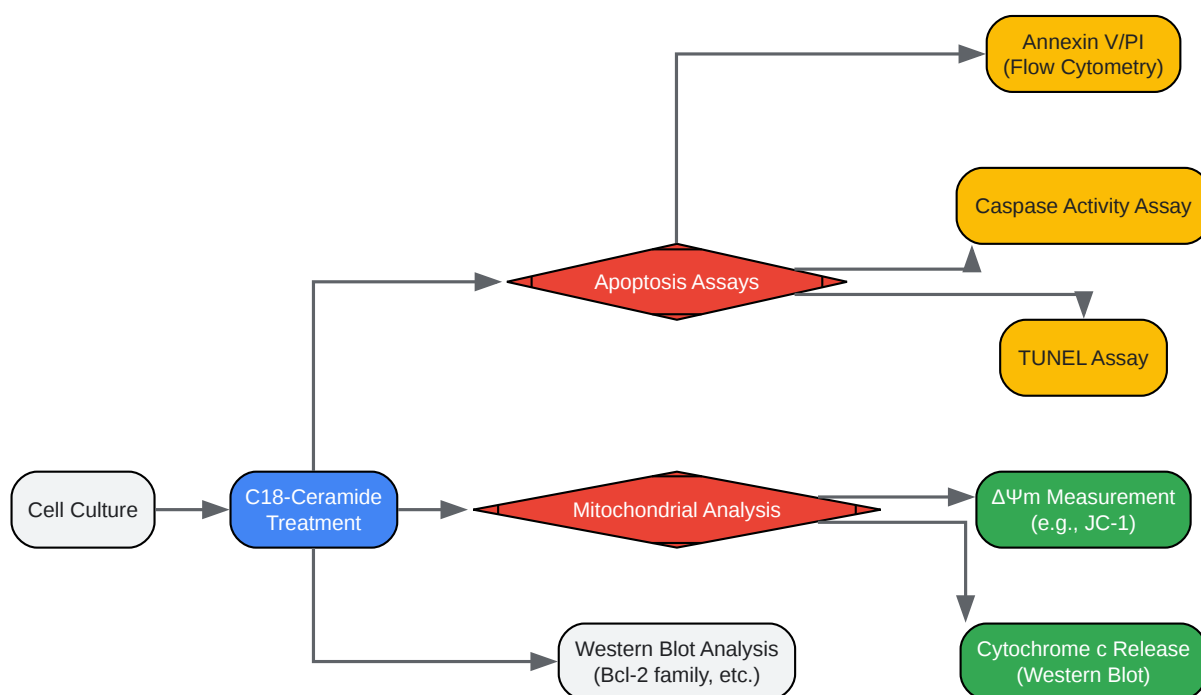 Annexin V/PI
(Flow Cytometry)
Caspase Activity Assay
Apoptosis Assays
TUNEL Assay
Cell Culture
C18-Ceramide
Treatment
Mitochondrial Analysis
ΔΨm Measurement
(e.g., JC-1)
Western Blot Analysis
(Bcl-2 family, etc.)
Cytochrome c Release
(Western Blot)